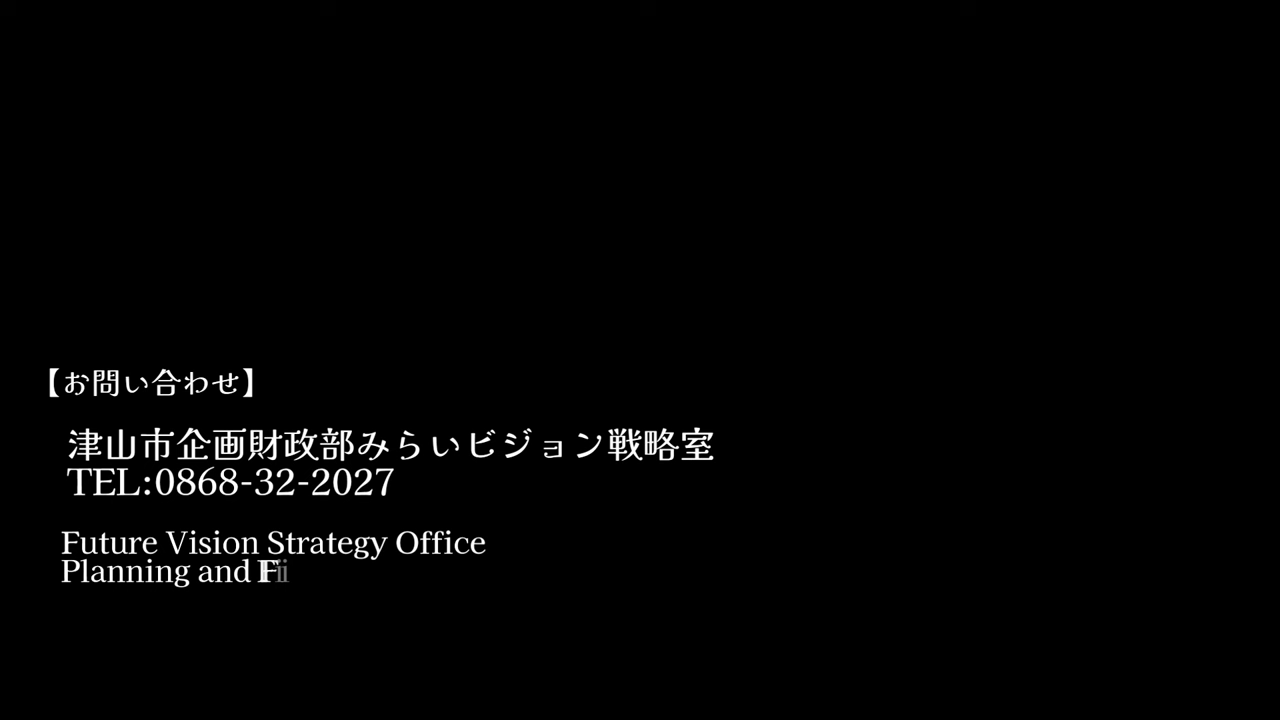 【お問い合わせ】
津山市企画財政部みらいビジョン戦略室
TEL:0868-32-2027
Future Vision Strategy Office
Planning and